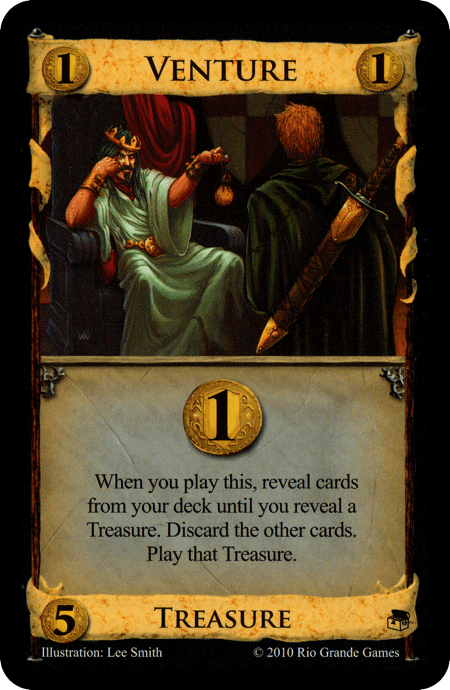 1 VENTURE 1
1
When you play this, reveal cards
from your deck until you reveal a
Treasure. Discard the other cards.
Play that Treasure.
5 TREASURE
Illustration: Lee Smith © 2010 Rio Grande Games